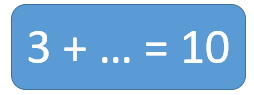 3 + ... = 10